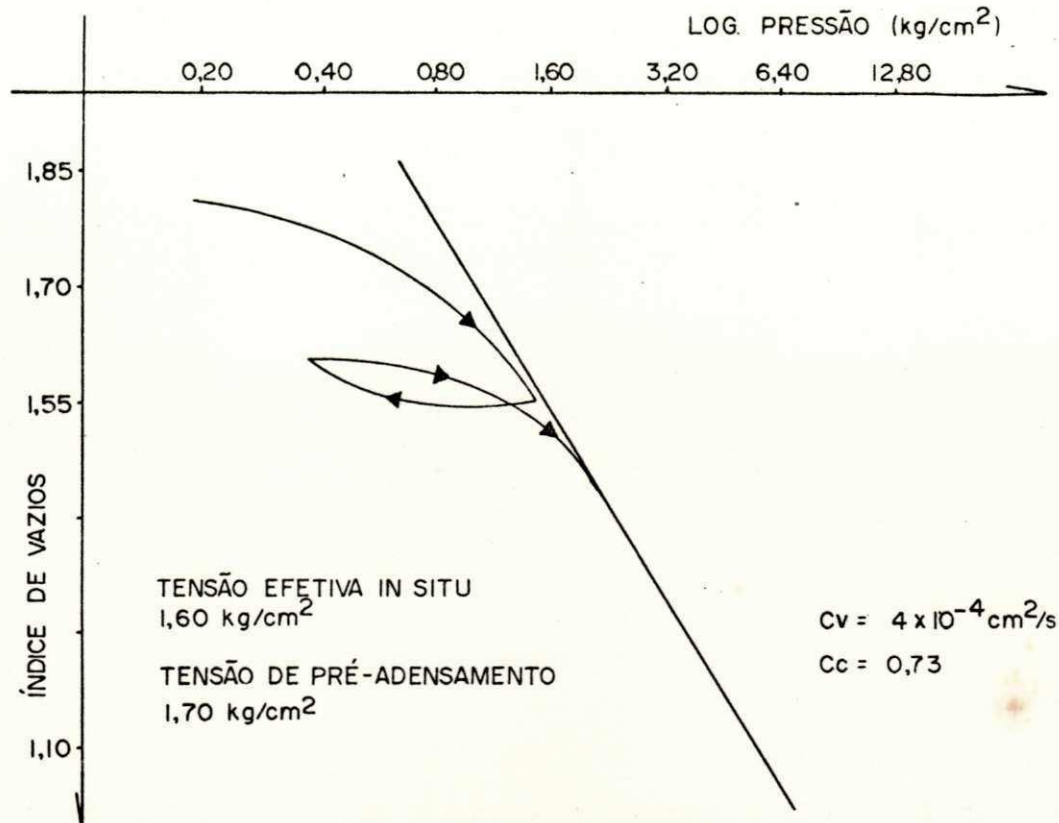 LOG. PRESSÃO (kg/cm²)
0,20 0,40 0,80 1,60 3,20 6,40 12,80
1,85
1,70
1,55
1,10
ÍNDICE DE VAZIOS
TENSÃO EFETIVA IN SITU
1,60 kg/cm²
TENSÃO DE PRÉ-ADENSAMENTO
1,70 kg/cm²
Cv = 4 x 10⁻⁴ cm²/s
Cc = 0,73